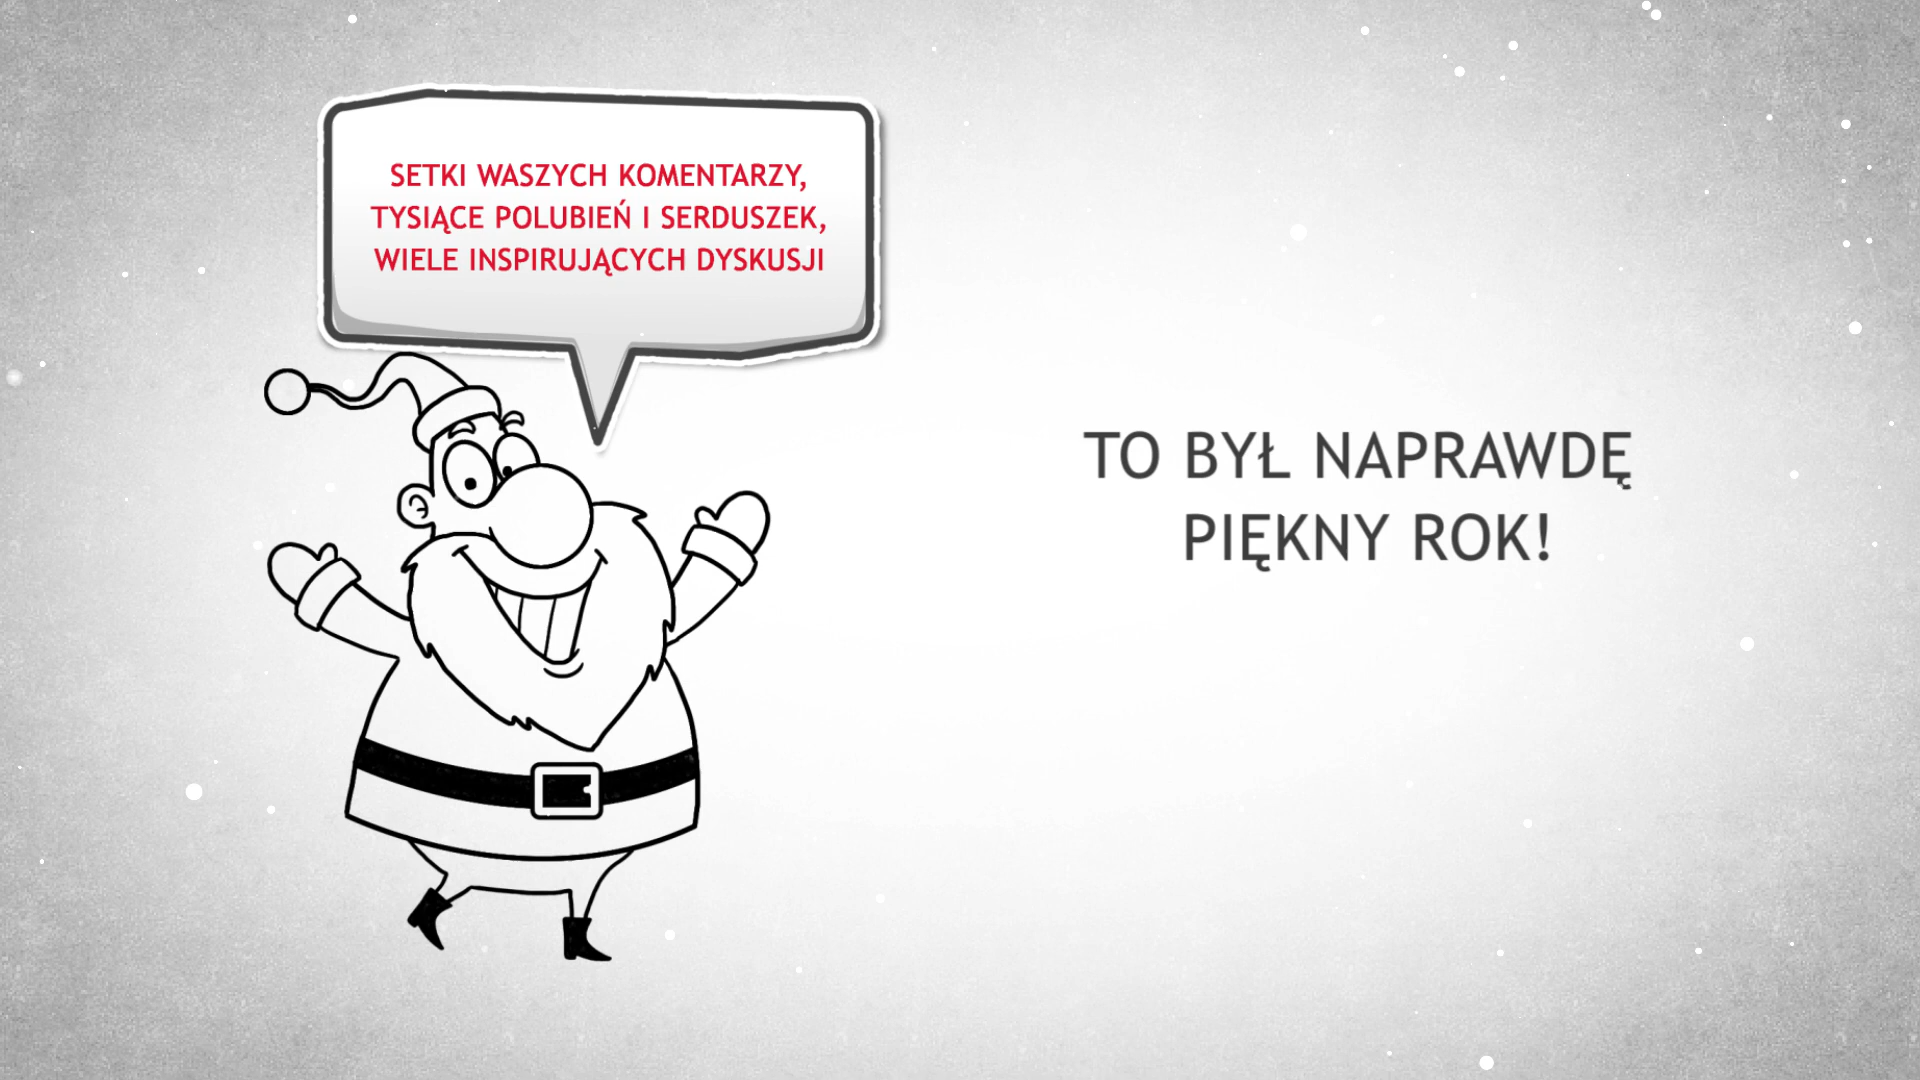 SETKI WASZYCH KOMENTARZY,
TYSIĄCE POLUBIEŃ I SERDUSZEK,
WIELE INSPIRUJĄCYCH DYSKUSJI
TO BYŁ NAPRAWDĘ
PIĘKNY ROK!